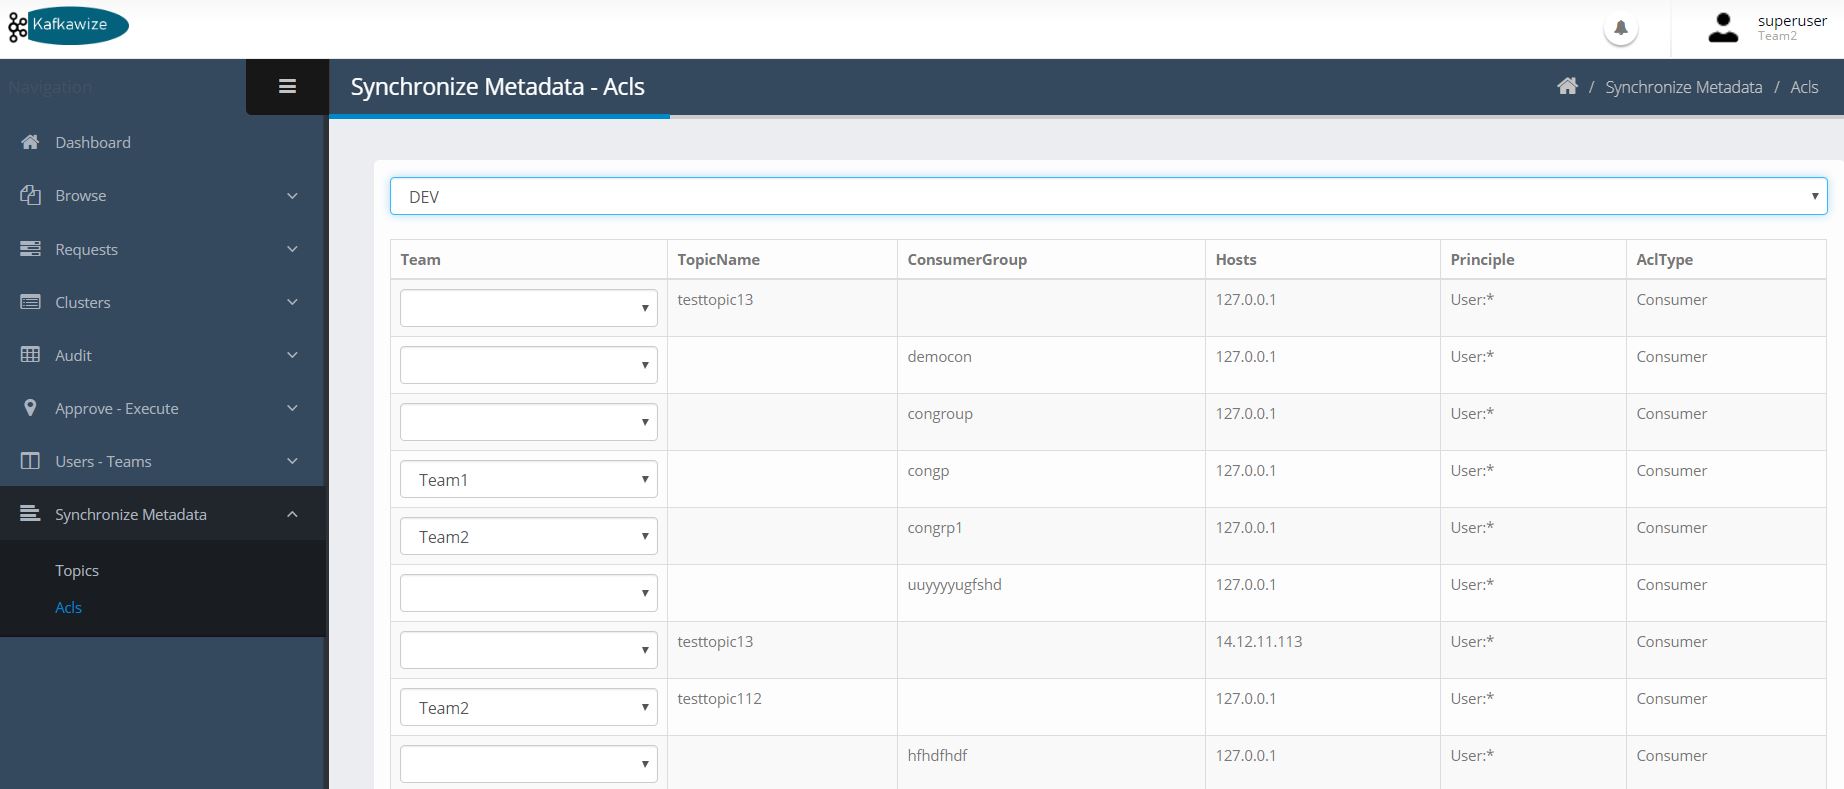 Kafkawize
superuser
Team2
Navigation
Synchronize Metadata - Acls
/ Synchronize Metadata / Acls
Dashboard
Browse
Requests
Clusters
Audit
Approve - Execute
Users - Teams
Synchronize Metadata
Topics
Acls
DEV
Team TopicName ConsumerGroup Hosts Principle AclType
testtopic13 127.0.0.1 User:* Consumer
democon 127.0.0.1 User:* Consumer
congroup 127.0.0.1 User:* Consumer
Team1 congp 127.0.0.1 User:* Consumer
Team2 congrp1 127.0.0.1 User:* Consumer
uuyyyyugfshd 127.0.0.1 User:* Consumer
testtopic13 14.12.11.113 User:* Consumer
Team2 testtopic112 127.0.0.1 User:* Consumer
hfhdfhdf 127.0.0.1 User:* Consumer